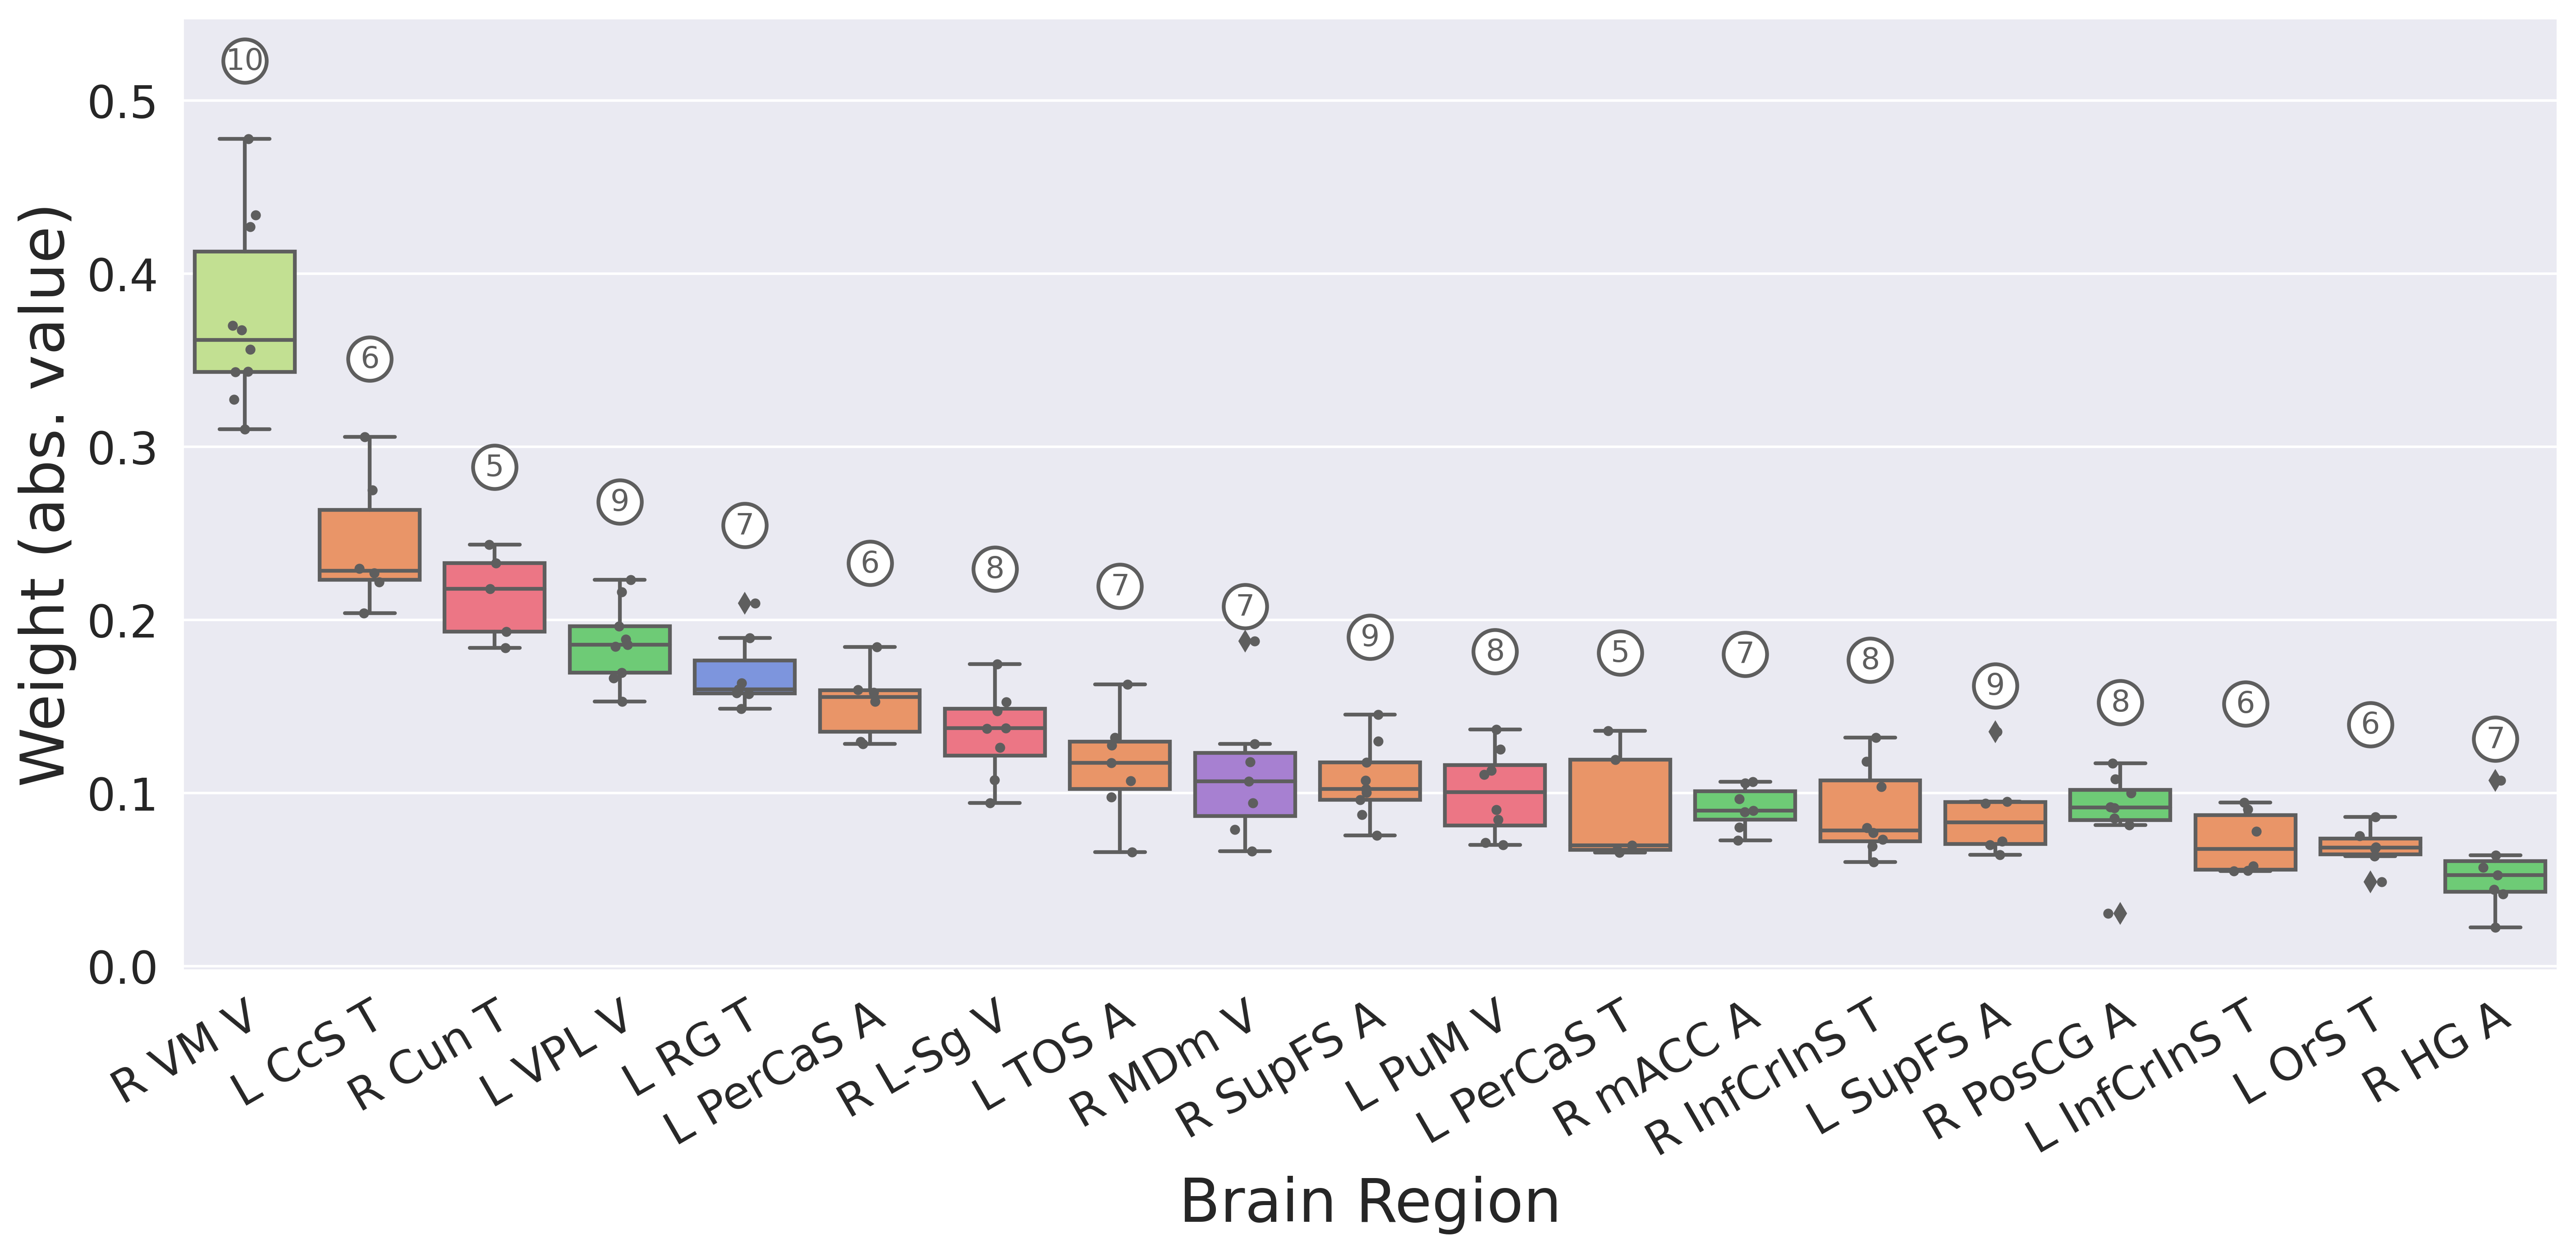 Weight (abs. value)
0.5
0.4
0.3
0.2
0.1
0.0
10
6
5
9
7
6
8
7
7
9
8
5
7
8
9
8
6
6
7
R VM V
L CcS T
R Cun T
L VPL V
L RG T
L PerCaS A
R L-Sg V
L TOS A
R MDm V
R SupFS A
L PuM V
L PerCaS T
R mACC A
R InfCrInS T
L SupFS A
R PosCG A
L InfCrInS T
L OrS T
R HG A
Brain Region